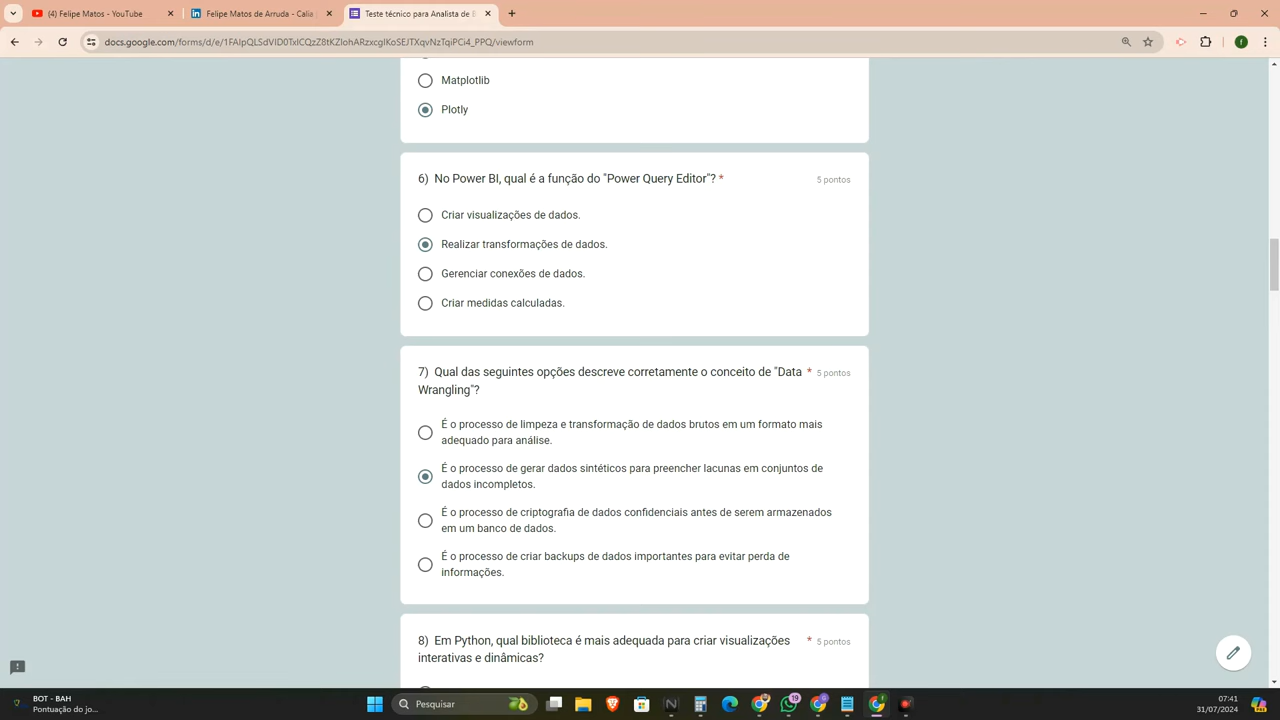 (4) Felipe Matos - YouTube
Felipe Matos de Arruda - Calia
Teste técnico para Analista de B
docs.google.com/forms/d/e/1FAIpQLSdVID0TxICQzZ8tKZIohARzxcgIKoSEJTXqvNzTqiPCi4_PPQ/viewform
f
Matplotlib
Plotly
6) No Power BI, qual é a função do "Power Query Editor"? *
5 pontos
Criar visualizações de dados.
Realizar transformações de dados.
Gerenciar conexões de dados.
Criar medidas calculadas.
7) Qual das seguintes opções descreve corretamente o conceito de "Data * 5 pontos
Wrangling"?
É o processo de limpeza e transformação de dados brutos em um formato mais
adequado para análise.
É o processo de gerar dados sintéticos para preencher lacunas em conjuntos de
dados incompletos.
É o processo de criptografia de dados confidenciais antes de serem armazenados
em um banco de dados.
É o processo de criar backups de dados importantes para evitar perda de
informações.
8) Em Python, qual biblioteca é mais adequada para criar visualizações * 5 pontos
interativas e dinâmicas?
BOT - BAH
Pontuação do jo...
Pesquisar
19
07:41
31/07/2024